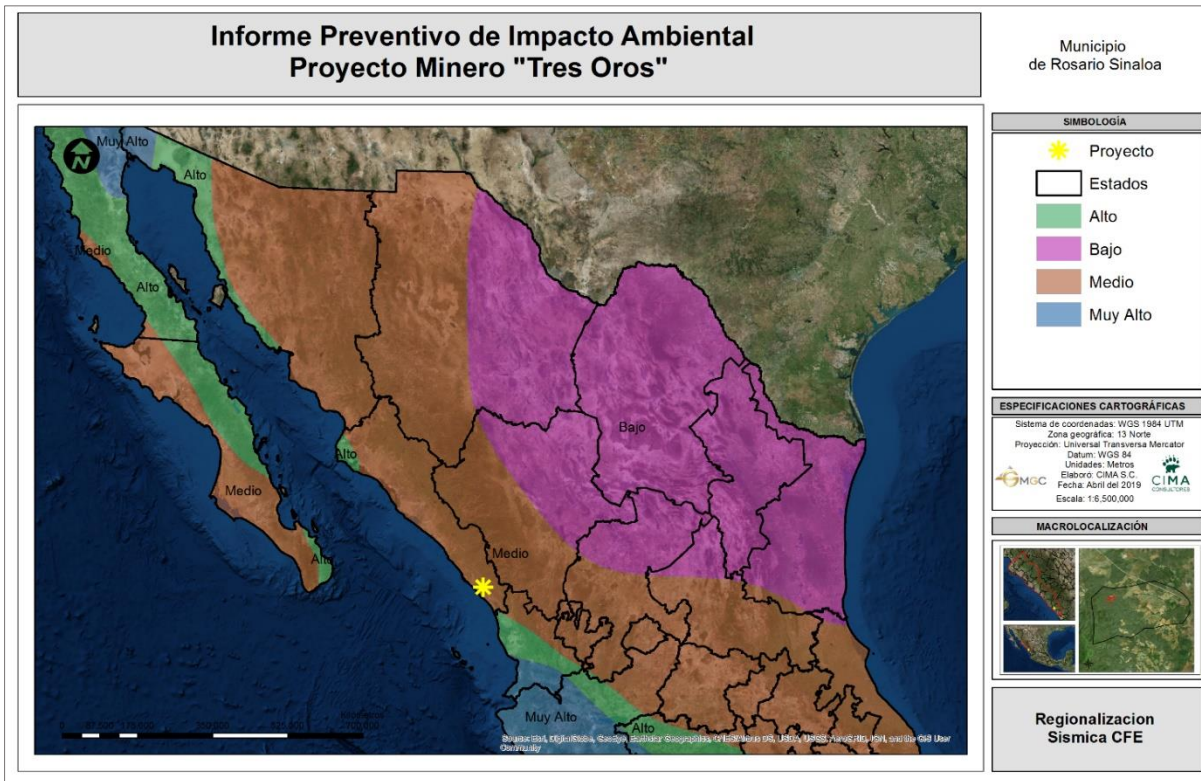 Informe Preventivo de Impacto Ambiental
Proyecto Minero "Tres Oros"
Municipio
de Rosario Sinaloa
N
Muy Alto
Alto
Medio
Alto
Medio
Alto
Alto
Bajo
Medio
Muy Alto
Alto
SIMBOLOGÍA
Proyecto
Estados
Alto
Bajo
Medio
Muy Alto
ESPECIFICACIONES CARTOGRÁFICAS
Sistema de coordenadas: WGS 1984 UTM
Zona geográfica: 13 Norte
Proyección: Universal Transversa Mercator
Datum: WGS 84
Unidades: Metros
Elaboró: CIMA S.C.
Fecha: Abril del 2019
Escala: 1:6,500,000
MGC
CIMA
CONSULTORES
MACROLOCALIZACIÓN
Regionalizacion
Sismica CFE